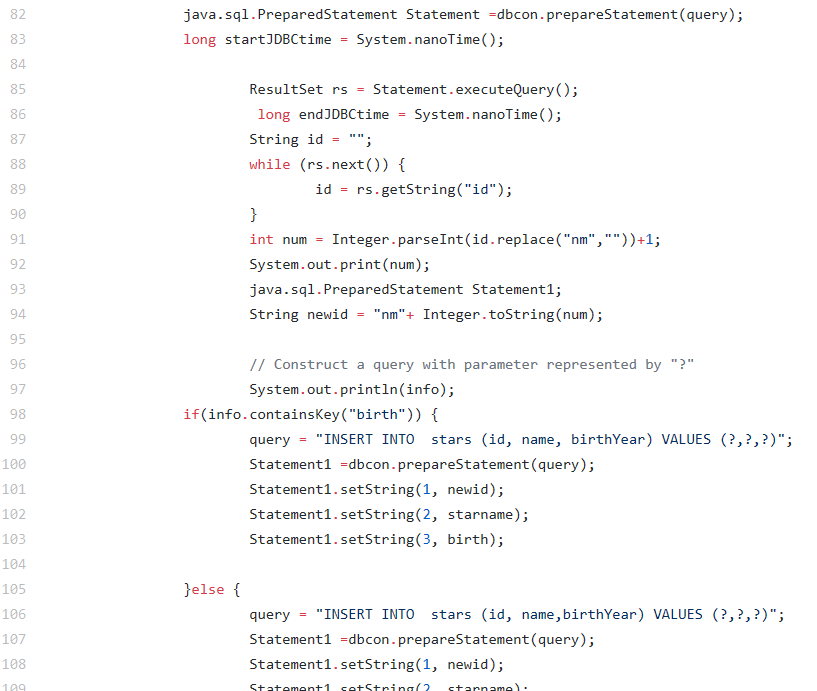 82 java.sql.PreparedStatement Statement =dbcon.prepareStatement(query);
83 long startJDBCtime = System.nanoTime();
84
85 ResultSet rs = Statement.executeQuery();
86 long endJDBCtime = System.nanoTime();
87 String id = "";
88 while (rs.next()) {
89 id = rs.getString("id");
90 }
91 int num = Integer.parseInt(id.replace("nm",""))+1;
92 System.out.print(num);
93 java.sql.PreparedStatement Statement1;
94 String newid = "nm"+ Integer.toString(num);
95
96 // Construct a query with parameter represented by "?"
97 System.out.println(info);
98 if(info.containsKey("birth")) {
99 query = "INSERT INTO  stars (id, name, birthYear) VALUES (?,?,?)";
100 Statement1 =dbcon.prepareStatement(query);
101 Statement1.setString(1, newid);
102 Statement1.setString(2, starname);
103 Statement1.setString(3, birth);
104
105 }else {
106 query = "INSERT INTO  stars (id, name,birthYear) VALUES (?,?,?)";
107 Statement1 =dbcon.prepareStatement(query);
108 Statement1.setString(1, newid);
109 Statement1.setString(2, starname);